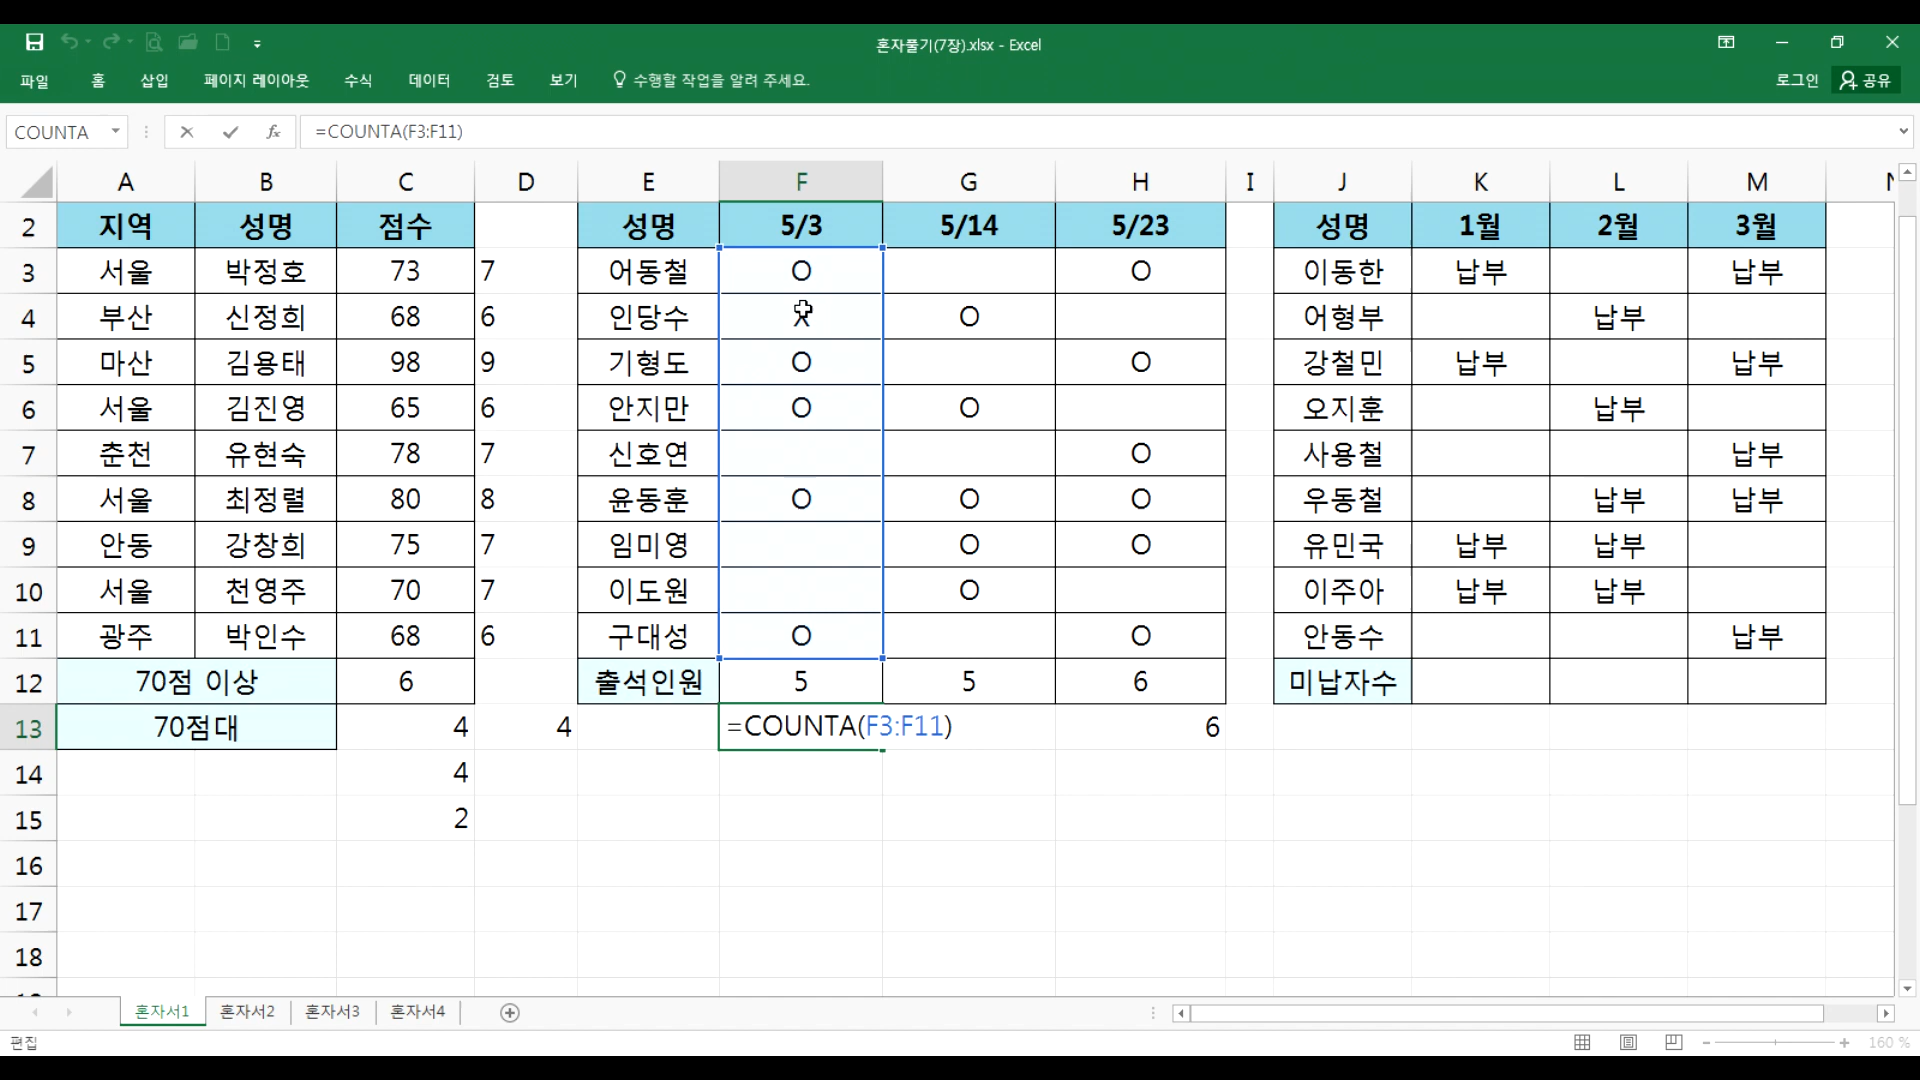 혼자풀기(7장).xlsx - Excel
파일 홈 삽입 페이지 레이아웃 수식 데이터 검토 보기 수행할 작업을 알려 주세요. 로그인 공유
COUNTA fx =COUNTA(F3:F11)
A B C D E F G H I J K L M
2 지역 성명 점수 성명 5/3 5/14 5/23 성명 1월 2월 3월
3 서울 박정호 73 7 어동철 O O 이동한 납부 납부
4 부산 신정희 68 6 인당수 O 어형부 납부
5 마산 김용태 98 9 기형도 O O 강철민 납부 납부
6 서울 김진영 65 6 안지만 O O 오지훈 납부
7 춘천 유현숙 78 7 신호연 O 사용철 납부
8 서울 최정렬 80 8 윤동훈 O O O 우동철 납부 납부
9 안동 강창희 75 7 임미영 O O 유민국 납부 납부
10 서울 천영주 70 7 이도원 O 이주아 납부 납부
11 광주 박인수 68 6 구대성 O O 안동수 납부
12 70점 이상 6 출석인원 5 5 6 미납자수
13 70점대 4 4 =COUNTA(F3:F11) 6
14 4
15 2
16
17
18
혼자서1 혼자서2 혼자서3 혼자서4
편집 160 %